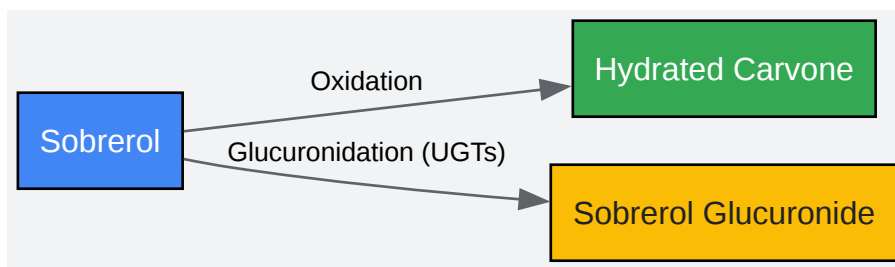 Sobrerol
Oxidation
Hydrated Carvone
Glucuronidation (UGTs)
Sobrerol Glucuronide